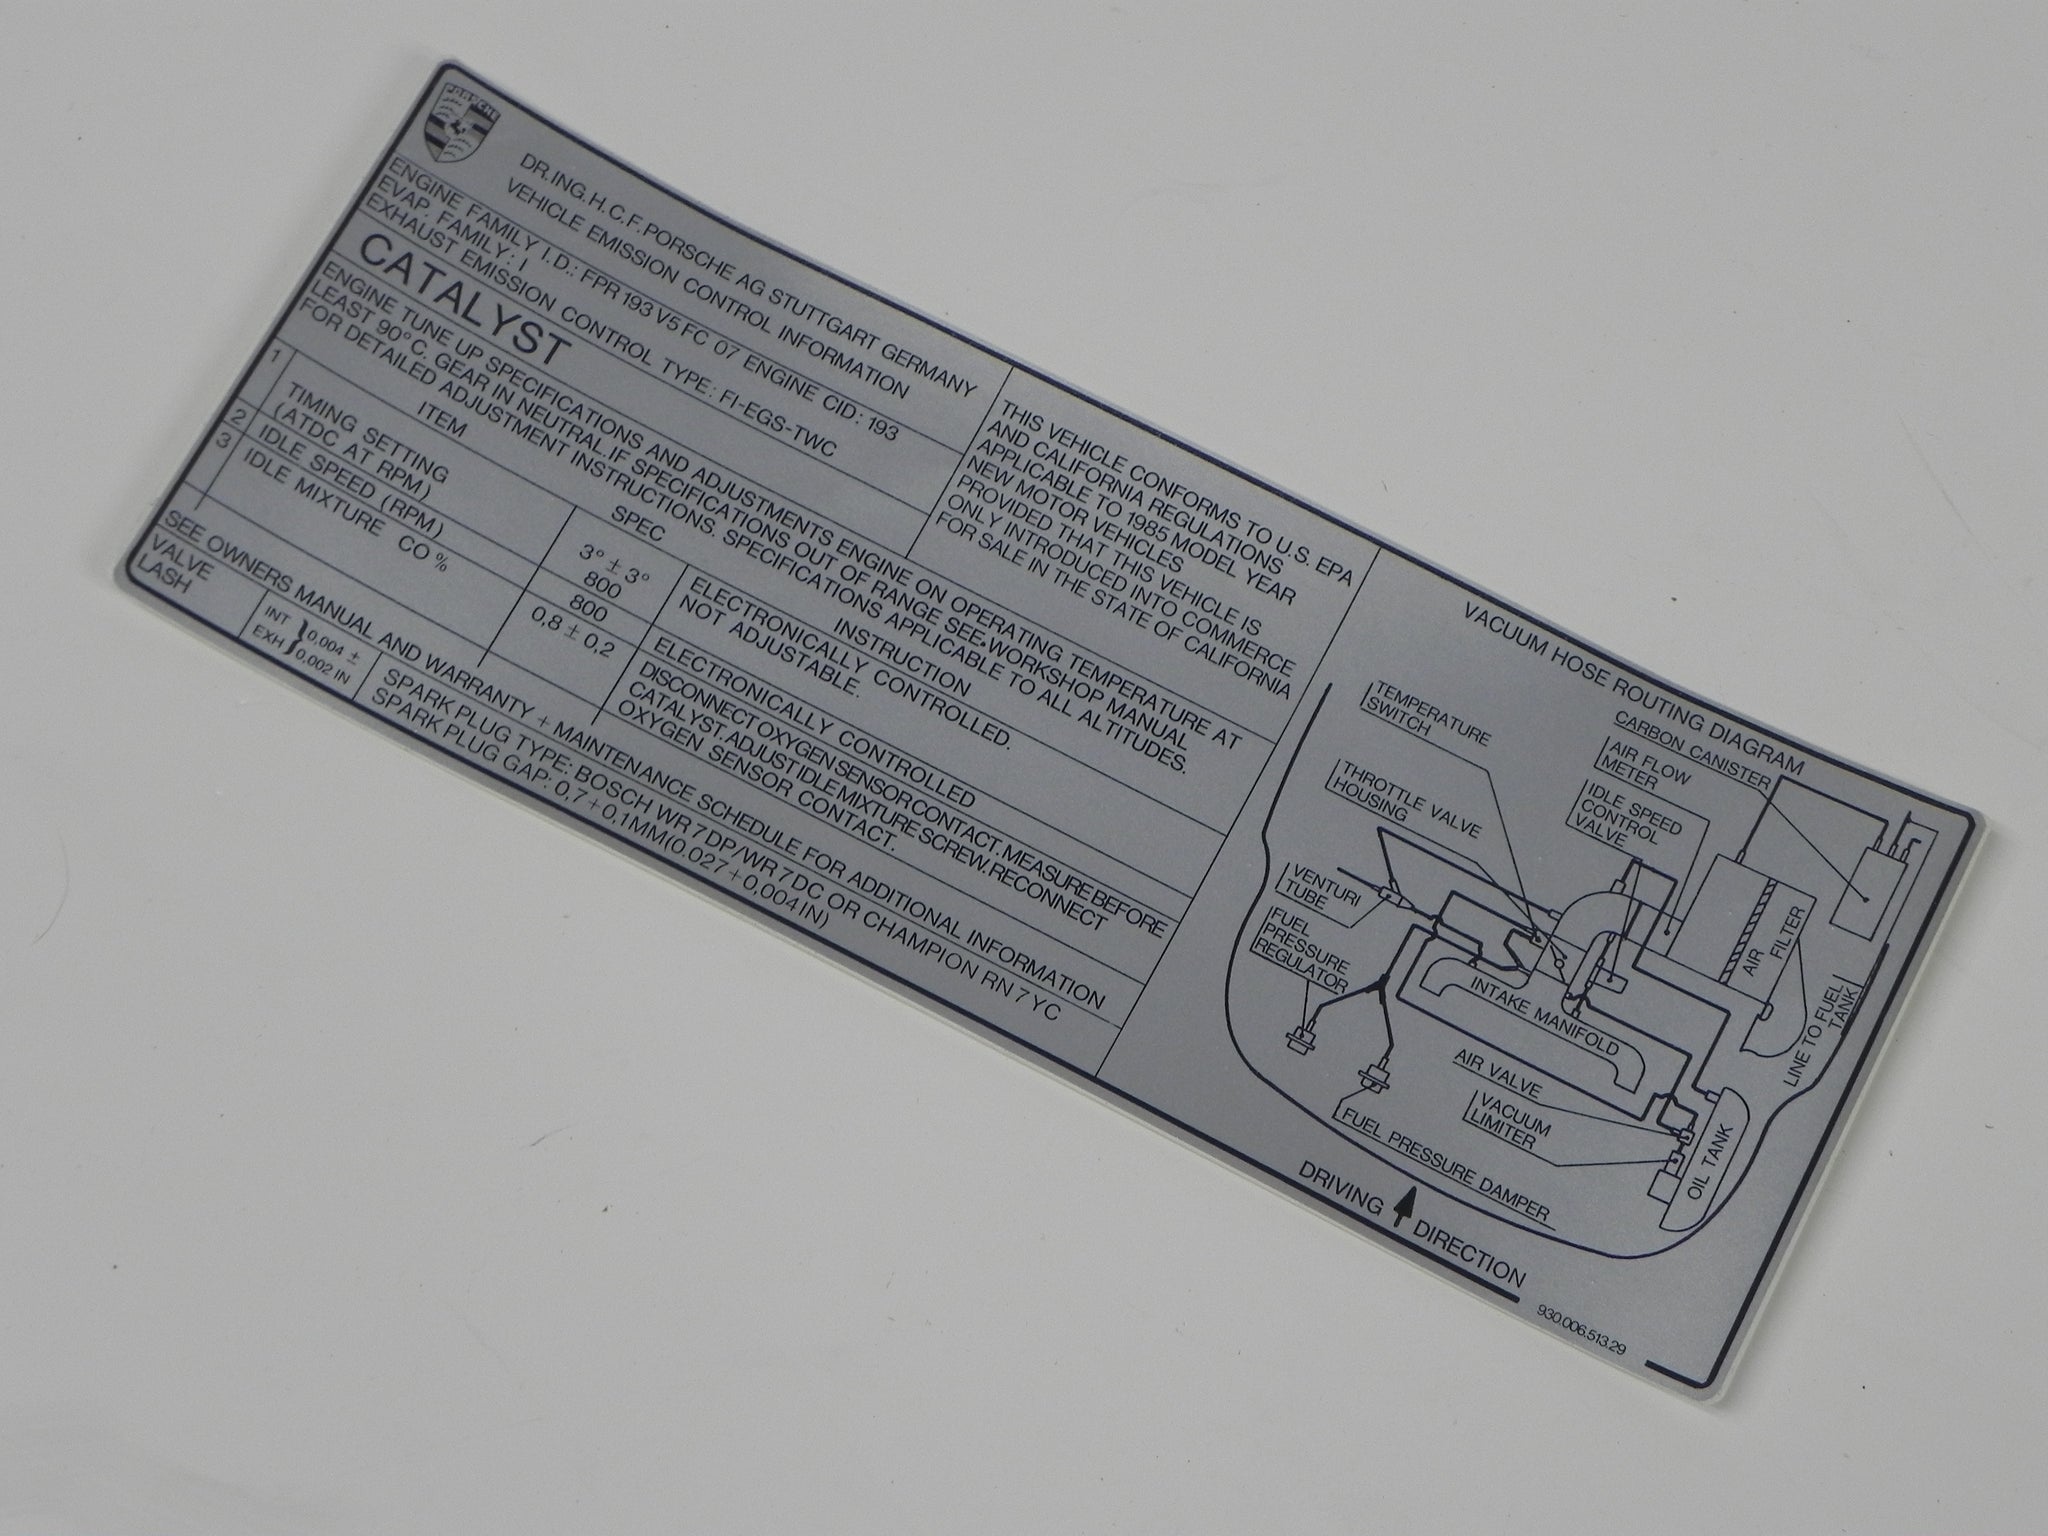 PORSCHE
DR.ING.H.C.F.PORSCHE AG STUTTGART GERMANY
VEHICLE EMISSION CONTROL INFORMATION
ENGINE FAMILY I.D.: FPR 193 V5 FC 07 ENGINE CID: 193
EVAP. FAMILY: I
EXHAUST EMISSION CONTROL TYPE: FI-EGS-TWC
CATALYST
THIS VEHICLE CONFORMS TO U.S. EPA
AND CALIFORNIA REGULATIONS
APPLICABLE TO 1985 MODEL YEAR
NEW MOTOR VEHICLES
PROVIDED THAT THIS VEHICLE IS
ONLY INTRODUCED INTO COMMERCE
FOR SALE IN THE STATE OF CALIFORNIA
ENGINE TUNE UP SPECIFICATIONS AND ADJUSTMENTS ENGINE ON OPERATING TEMPERATURE AT
LEAST 90°C. GEAR IN NEUTRAL. IF SPECIFICATIONS OUT OF RANGE SEE: WORKSHOP MANUAL
FOR DETAILED ADJUSTMENT INSTRUCTIONS. SPECIFICATIONS APPLICABLE TO ALL ALTITUDES.
ITEM SPEC INSTRUCTION
1 TIMING SETTING 3° ± 3° ELECTRONICALLY CONTROLLED.
(ATDC AT RPM) 800 NOT ADJUSTABLE.
2 IDLE SPEED (RPM) 800 ELECTRONICALLY CONTROLLED
3 IDLE MIXTURE CO % 0,8 ± 0,2 DISCONNECT OXYGEN SENSOR CONTACT. MEASURE BEFORE
CATALYST. ADJUST IDLE MIXTURE SCREW. RECONNECT
OXYGEN SENSOR CONTACT.
SEE OWNERS MANUAL AND WARRANTY + MAINTENANCE SCHEDULE FOR ADDITIONAL INFORMATION
VALVE
LASH
INT } 0.004 ±
EXH } 0,002 IN
SPARK PLUG TYPE: BOSCH WR 7 DP/WR 7 DC OR CHAMPION RN 7 YC
SPARK PLUG GAP: 0,7 + 0,1MM(0.027 + 0,004 IN)
VACUUM HOSE ROUTING DIAGRAM
TEMPERATURE
SWITCH
CARBON CANISTER
AIR FLOW
METER
THROTTLE VALVE
HOUSING
IDLE SPEED
CONTROL
VALVE
VENTURI
TUBE
FUEL
PRESSURE
REGULATOR
AIR
FILTER
INTAKE MANIFOLD
LINE TO FUEL
TANK
AIR VALVE
VACUUM
LIMITER
OIL TANK
FUEL PRESSURE DAMPER
DRIVING DIRECTION
930.006.513.29